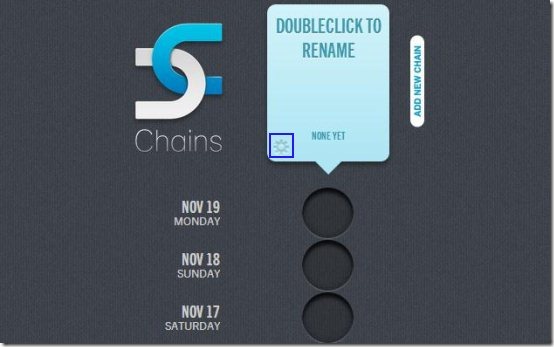 DOUBLECLICK TO
RENAME
NONE YET
ADD NEW CHAIN
Chains
NOV 19
MONDAY
NOV 18
SUNDAY
NOV 17
SATURDAY